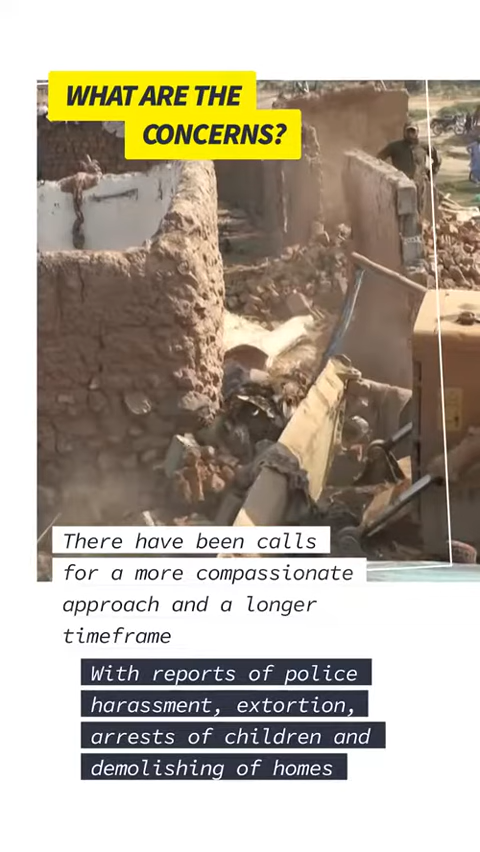 WHAT ARE THE
CONCERNS?
There have been calls
for a more compassionate
approach and a longer
timeframe
With reports of police
harassment, extortion,
arrests of children and
demolishing of homes